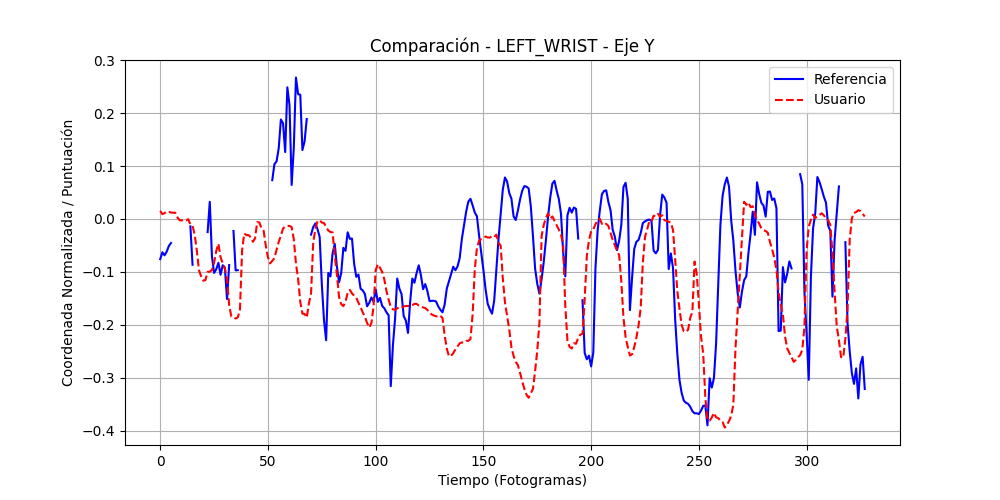 Comparación - LEFT_WRIST - Eje Y
Coordenada Normalizada / Puntuación
0.3
0.2
0.1
0.0
−0.1
−0.2
−0.3
−0.4
Referencia
Usuario
0 50 100 150 200 250 300
Tiempo (Fotogramas)